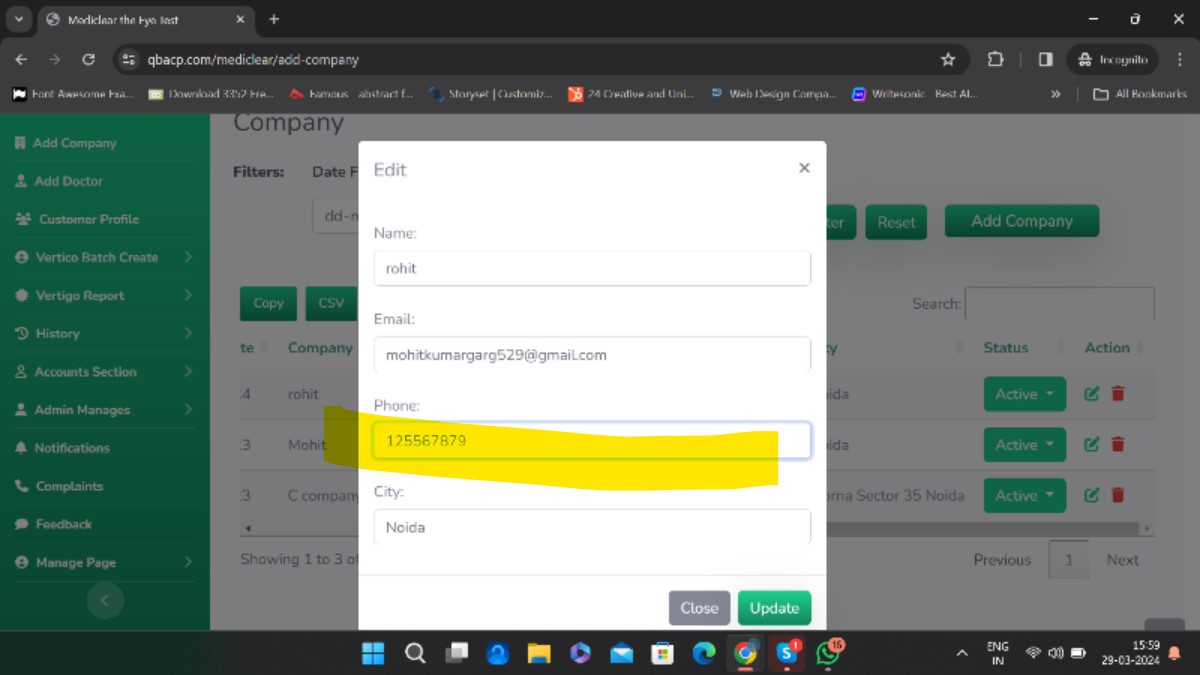 Mediclear the Eye Test
qbacp.com/mediclear/add-company
Incognito
Font Awesome Exa... Download 3352 Fre... Famous abstract f... Storyset | Customiz... 24 Creative and Uni... Web Design Compa... Writesonic Best AI... » All Bookmarks
Company
Add Company
Add Doctor
Customer Profile
Vertico Batch Create
Vertigo Report
History
Accounts Section
Admin Manages
Notifications
Complaints
Feedback
Manage Page
Filters: Date F
dd-m
ter Reset Add Company
Copy CSV
Search:
te Company ty Status Action
.4 rohit ida Active
.3 Mohit ida Active
.3 C company orna Sector 35 Noida Active
Showing 1 to 3 of
Previous 1 Next
Edit
Name:
rohit
Email:
mohitkumargarg529@gmail.com
Phone:
125567879
City:
Noida
Close Update
1
16
ENG
IN
15:59
29-03-2024